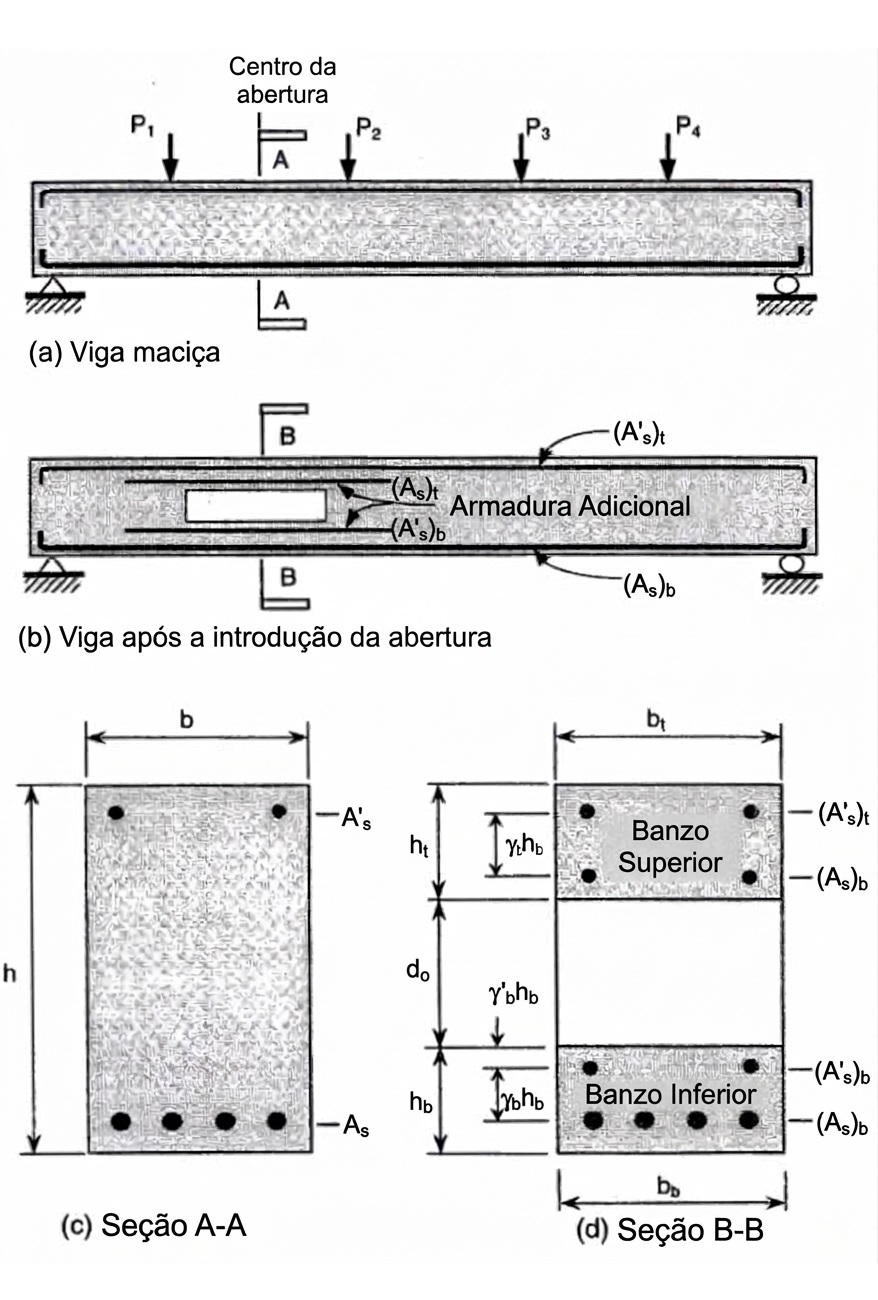 Centro da
abertura
P₁
A
P₂
P₃
P₄
A
(a) Viga maciça
B
(A's)t
(As)t
Armadura Adicional
(A's)b
B
(As)b
(b) Viga após a introdução da abertura
b
bt
A's
(A's)t
ht
γthb
Banzo
Superior
(As)b
h
do
γ'bhb
(A's)b
hb
γbhb
Banzo Inferior
As
(As)b
bb
(c) Seção A-A
(d) Seção B-B